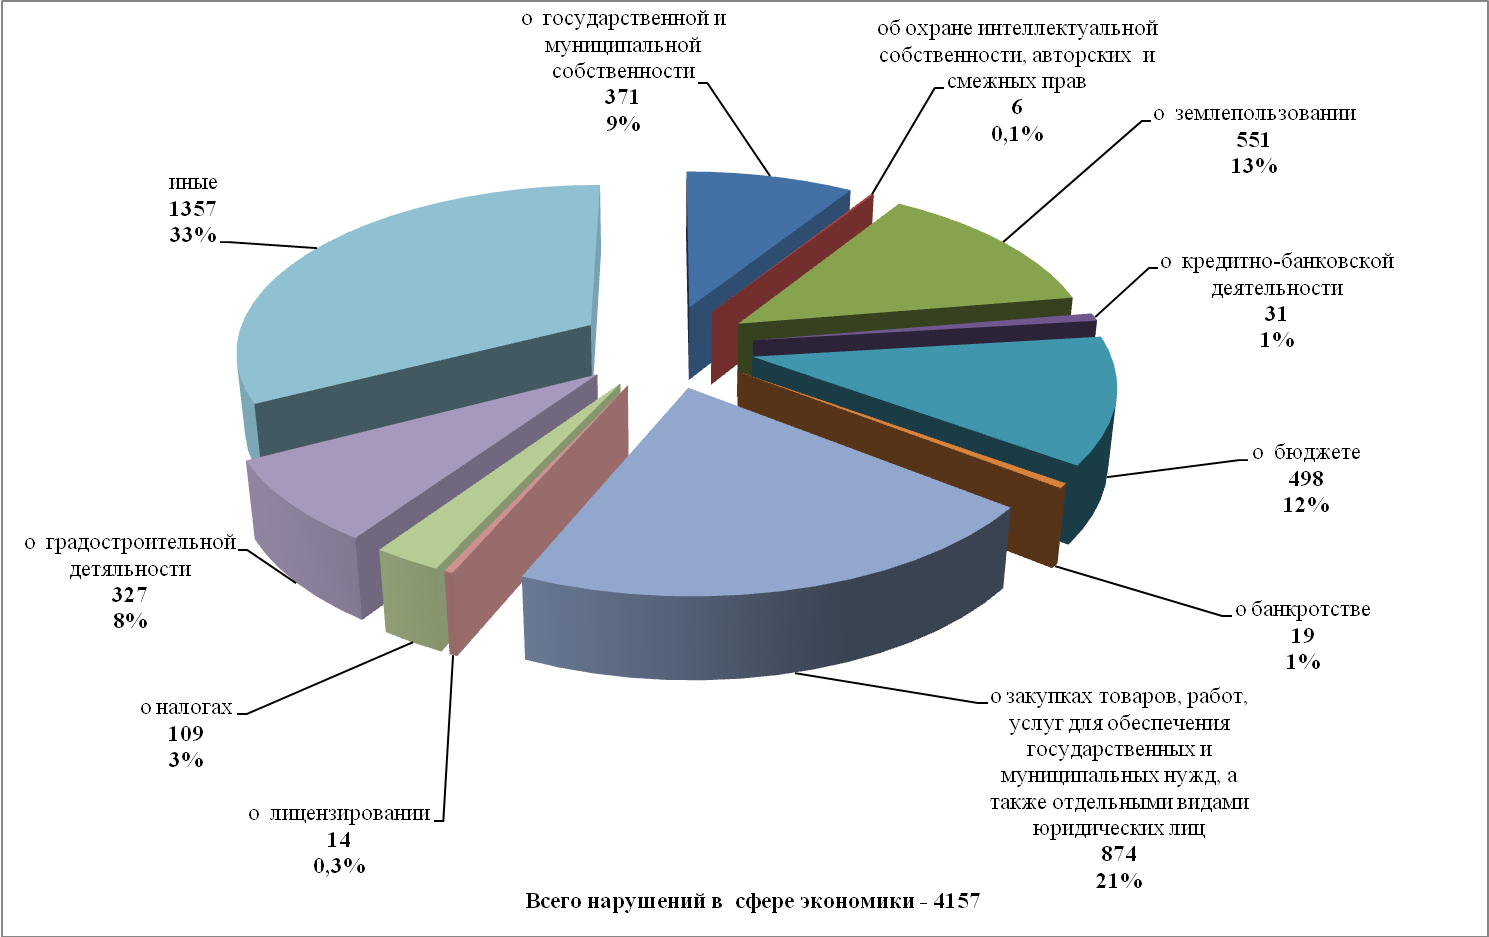 о государственной и
муниципальной
собственности
371
9%
об охране интеллектуальной
собственности, авторских и
смежных прав
6
0,1%
о землепользовании
551
13%
о кредитно-банковской
деятельности
31
1%
о бюджете
498
12%
о банкротстве
19
1%
о закупках товаров, работ,
услуг для обеспечения
государственных и
муниципальных нужд, а
также отдельными видами
юридических лиц
874
21%
о лицензировании
14
0,3%
о налогах
109
3%
о градостроительной
детяльности
327
8%
иные
1357
33%
Всего нарушений в сфере экономики - 4157